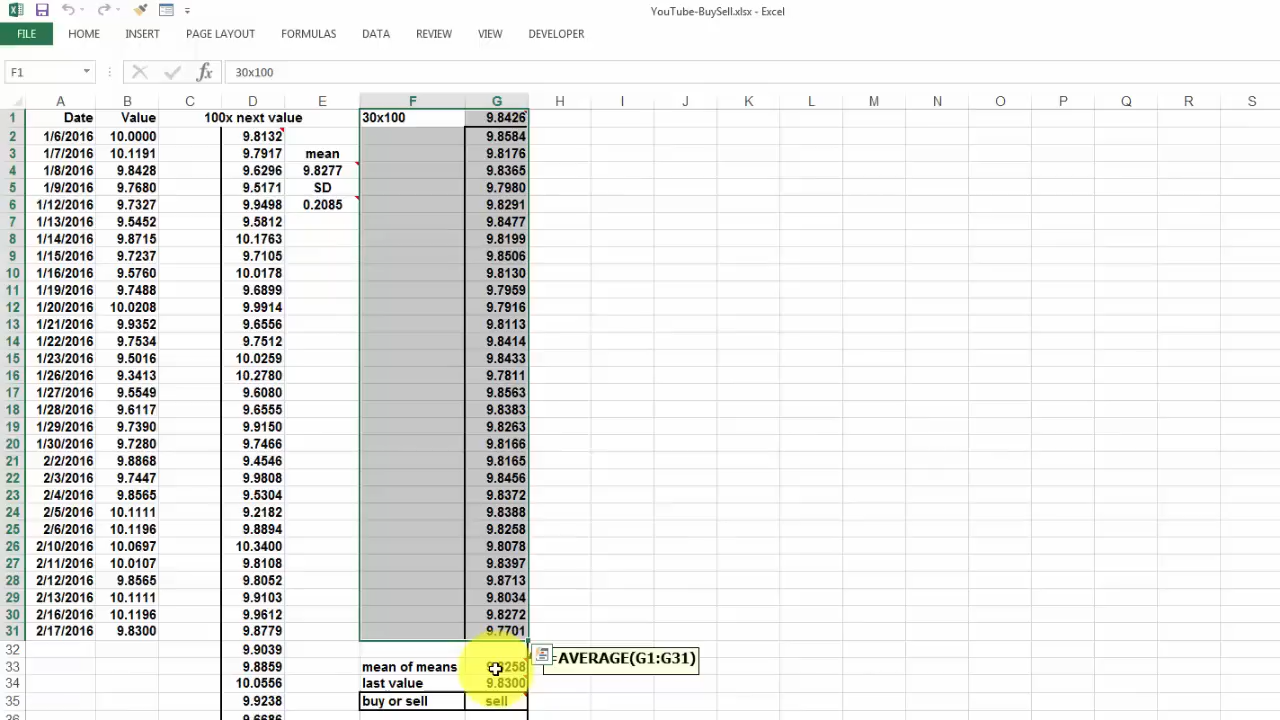 YouTube-BuySell.xlsx - Excel
FILE HOME INSERT PAGE LAYOUT FORMULAS DATA REVIEW VIEW DEVELOPER
F1 fx 30x100
A B C D E F G H I J K L M N O P Q R S
1 Date Value 100x next value 30x100 9.8426
2 1/6/2016 10.0000 9.8132 9.8584
3 1/7/2016 10.1191 9.7917 mean 9.8176
4 1/8/2016 9.8428 9.6296 9.8277 9.8365
5 1/9/2016 9.7680 9.5171 SD 9.7980
6 1/12/2016 9.7327 9.9498 0.2085 9.8291
7 1/13/2016 9.5452 9.5812 9.8477
8 1/14/2016 9.8715 10.1763 9.8199
9 1/15/2016 9.7237 9.7105 9.8506
10 1/16/2016 9.5760 10.0178 9.8130
11 1/19/2016 9.7488 9.6899 9.7959
12 1/20/2016 10.0208 9.9914 9.7916
13 1/21/2016 9.9352 9.6556 9.8113
14 1/22/2016 9.7534 9.7512 9.8414
15 1/23/2016 9.5016 10.0259 9.8433
16 1/26/2016 9.3413 10.2780 9.7811
17 1/27/2016 9.5549 9.6080 9.8563
18 1/28/2016 9.6117 9.6555 9.8383
19 1/29/2016 9.7390 9.9150 9.8263
20 1/30/2016 9.7280 9.7466 9.8166
21 2/2/2016 9.8868 9.4546 9.8165
22 2/3/2016 9.7447 9.9808 9.8456
23 2/4/2016 9.8565 9.5304 9.8372
24 2/5/2016 10.1111 9.2182 9.8388
25 2/6/2016 10.1196 9.8894 9.8258
26 2/10/2016 10.0697 10.3400 9.8078
27 2/11/2016 10.0107 9.8108 9.8397
28 2/12/2016 9.8565 9.8052 9.8713
29 2/13/2016 10.1111 9.9103 9.8034
30 2/16/2016 10.1196 9.9612 9.8272
31 2/17/2016 9.8300 9.8779 9.7701
32 9.9039
33 9.8859 mean of means =AVERAGE(G1:G31)
34 10.0556 last value 9.8300
35 9.9238 buy or sell sell